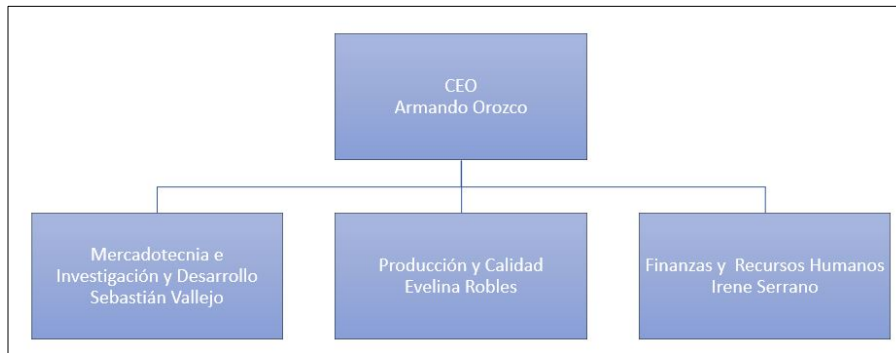 CEO
Armando Orozco
Mercadotecnia e
Investigación y Desarrollo
Sebastián Vallejo
Producción y Calidad
Evelina Robles
Finanzas y  Recursos Humanos
Irene Serrano